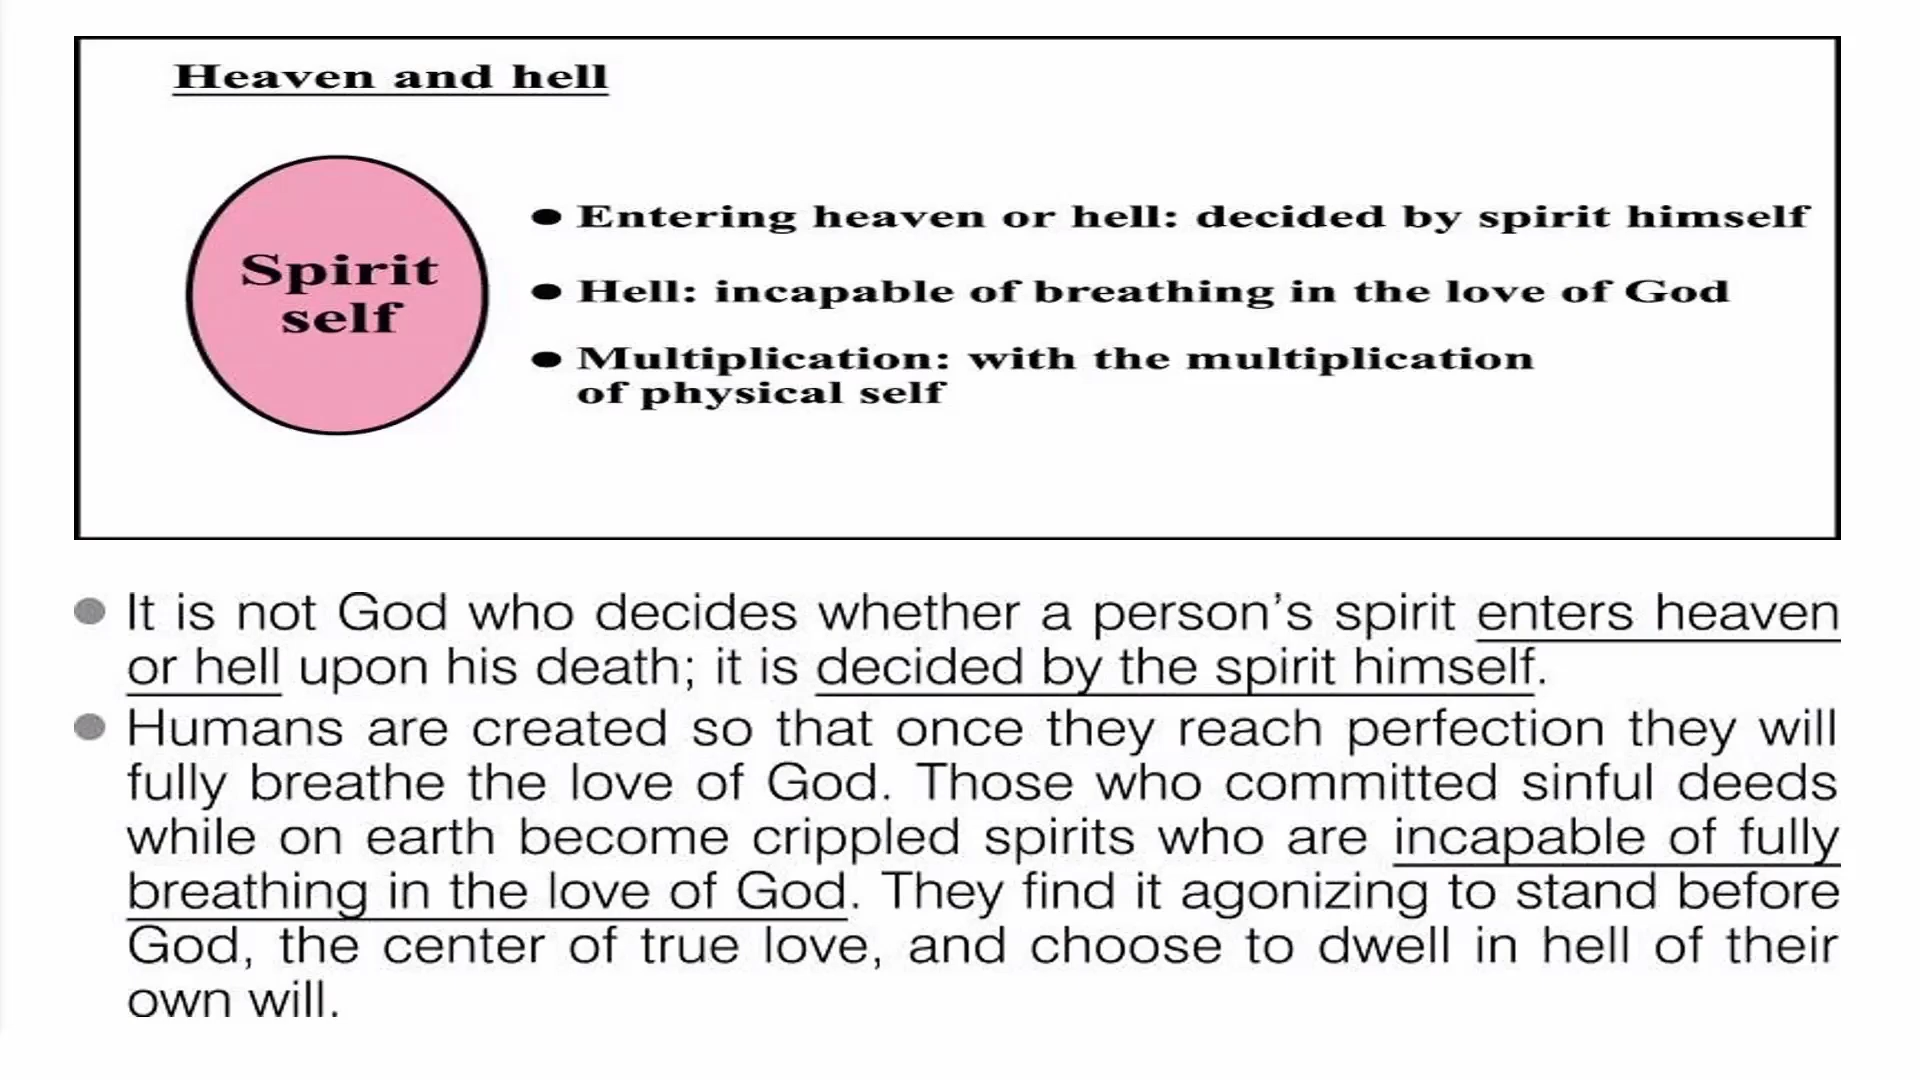 Heaven and hell
Spirit
self
● Entering heaven or hell: decided by spirit himself
● Hell: incapable of breathing in the love of God
● Multiplication: with the multiplication
of physical self
● It is not God who decides whether a person’s spirit enters heaven
or hell upon his death; it is decided by the spirit himself.
● Humans are created so that once they reach perfection they will
fully breathe the love of God. Those who committed sinful deeds
while on earth become crippled spirits who are incapable of fully
breathing in the love of God. They find it agonizing to stand before
God, the center of true love, and choose to dwell in hell of their
own will.